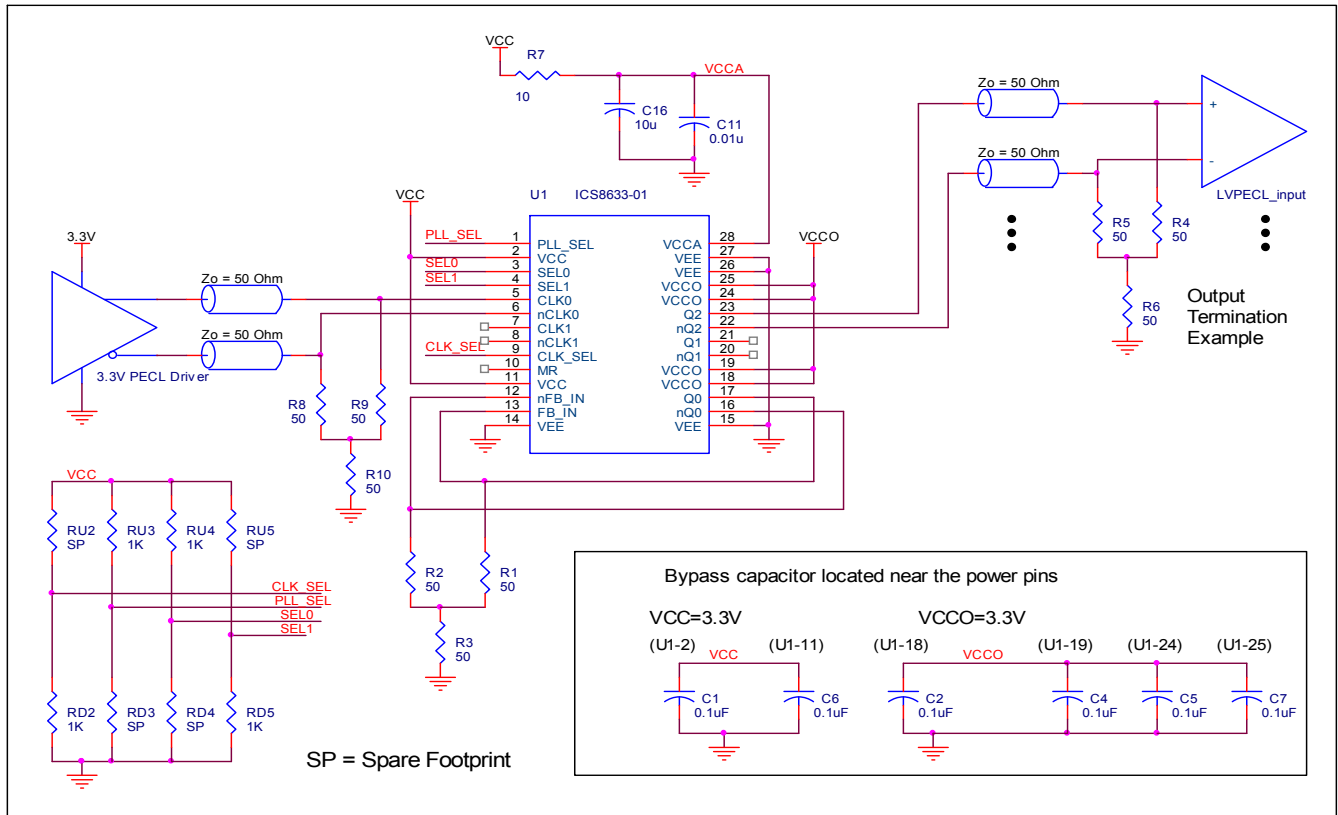 VCC
R7
10
VCCA
C16
10u
C11
0.01u
Zo = 50 Ohm
Zo = 50 Ohm
+
-
LVPECL_input
R5
50
R4
50
R6
50
Output
Termination
Example
VCC
U1
ICS8633-01
VCCO
3.3V
Zo = 50 Ohm
Zo = 50 Ohm
3.3V PECL Driver
PLL_SEL
SEL0
SEL1
CLK_SEL
1 PLL_SEL
2 VCC
3 SEL0
4 SEL1
5 CLK0
6 nCLK0
7 CLK1
8 nCLK1
9 CLK_SEL
10 MR
11 VCC
12 nFB_IN
13 FB_IN
14 VEE
VCCA 28
VEE 27
VEE 26
VCCO 25
VCCO 24
Q2 23
nQ2 22
Q1 21
nQ1 20
VCCO 19
VCCO 18
Q0 17
nQ0 16
VEE 15
R8
50
R9
50
R10
50
VCC
RU2
SP
RU3
1K
RU4
1K
RU5
SP
CLK_SEL
PLL_SEL
SEL0
SEL1
RD2
1K
RD3
SP
RD4
SP
RD5
1K
SP = Spare Footprint
R2
50
R1
50
R3
50
Bypass capacitor located near the power pins
VCC=3.3V
VCCO=3.3V
(U1-2)
VCC
(U1-11)
(U1-18)
VCCO
(U1-19)
(U1-24)
(U1-25)
C1
0.1uF
C6
0.1uF
C2
0.1uF
C4
0.1uF
C5
0.1uF
C7
0.1uF